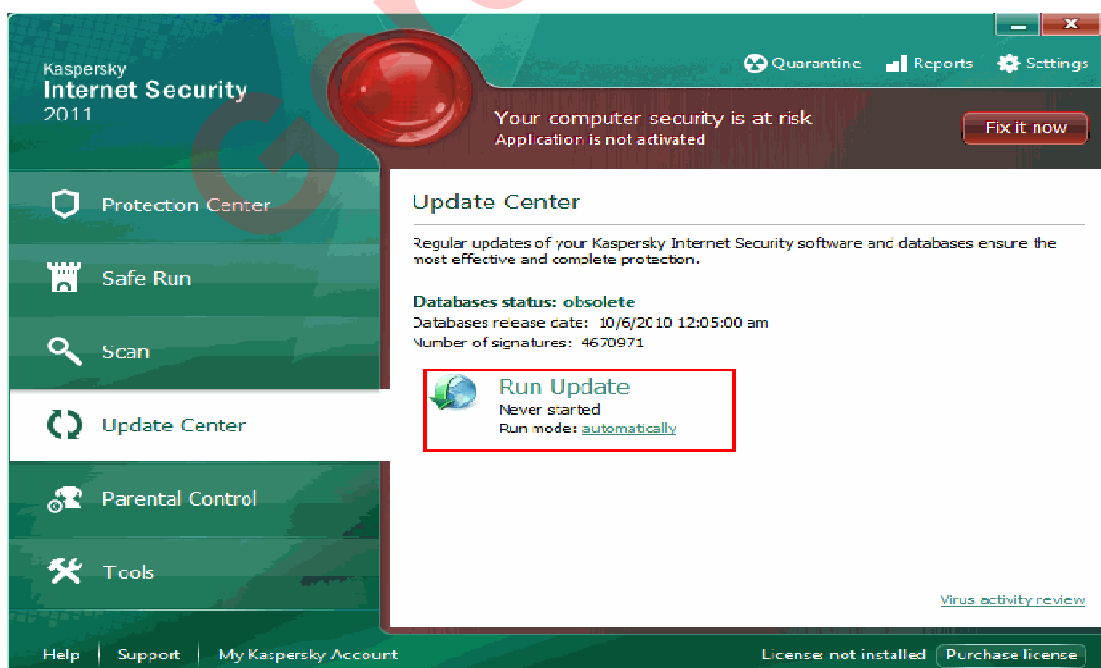 Kaspersky
Internet Security
2011
Quarantine
Reports
Settings
Your computer security is at risk
Application is not activated
Fix it now
Protection Center
Safe Run
Scan
Update Center
Parental Control
Tools
Update Center
Regular updates of your Kaspersky Internet Security software and databases ensure the
most effective and complete protection.
Databases status: obsolete
Databases release date: 10/6/2010 12:05:00 am
Number of signatures: 4670971
Run Update
Never started
Run mode: automatically
Virus activity review
Help
Support
My Kaspersky Account
License: not installed
Purchase license